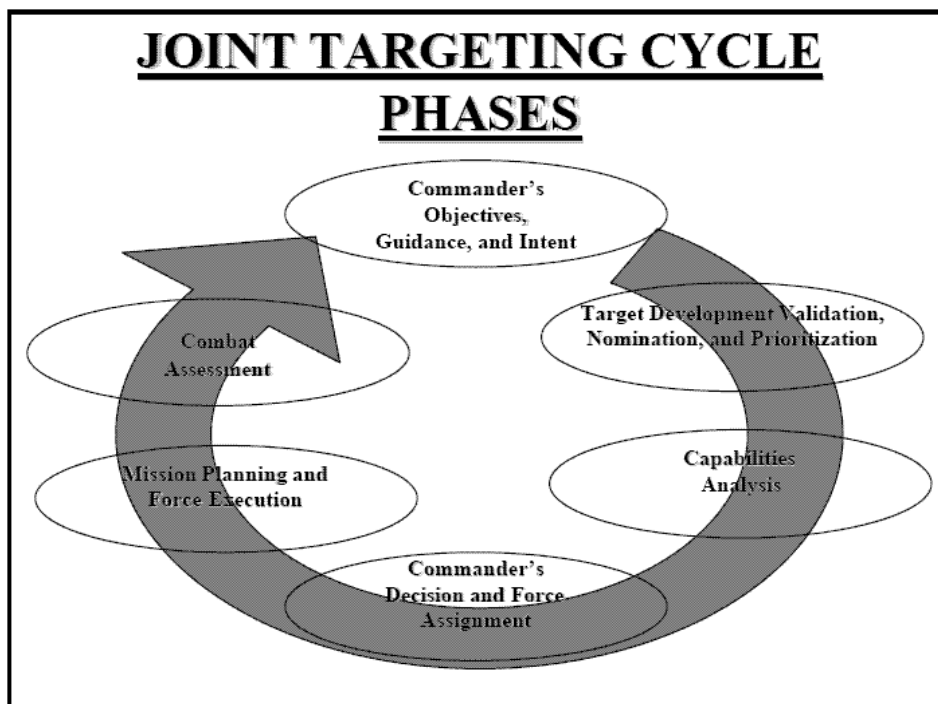 JOINT TARGETING CYCLE
PHASES
Commander's
Objectives,
Guidance, and Intent
Target Development Validation,
Nomination, and Prioritization
Capabilities
Analysis
Commander's
Decision and Force
Assignment
Mission Planning and
Force Execution
Combat
Assessment